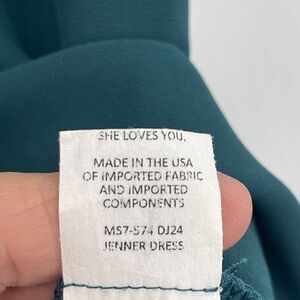 SHE LOVES YOU.
MADE IN THE USA
OF IMPORTED FABRIC
AND IMPORTED
COMPONENTS
MS7-574 DJ24
JENNER DRESS